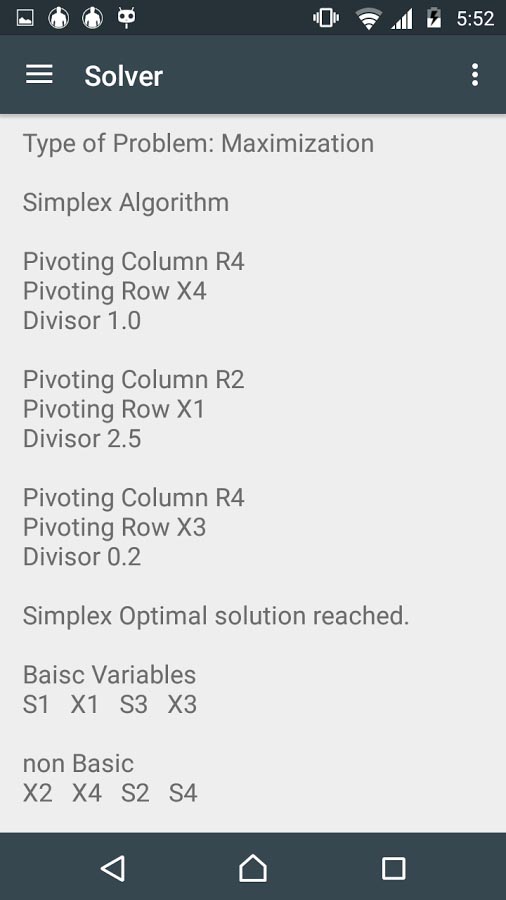 5:52
Solver
Type of Problem: Maximization
Simplex Algorithm
Pivoting Column R4
Pivoting Row X4
Divisor 1.0
Pivoting Column R2
Pivoting Row X1
Divisor 2.5
Pivoting Column R4
Pivoting Row X3
Divisor 0.2
Simplex Optimal solution reached.
Baisc Variables
S1 X1 S3 X3
non Basic
X2 X4 S2 S4